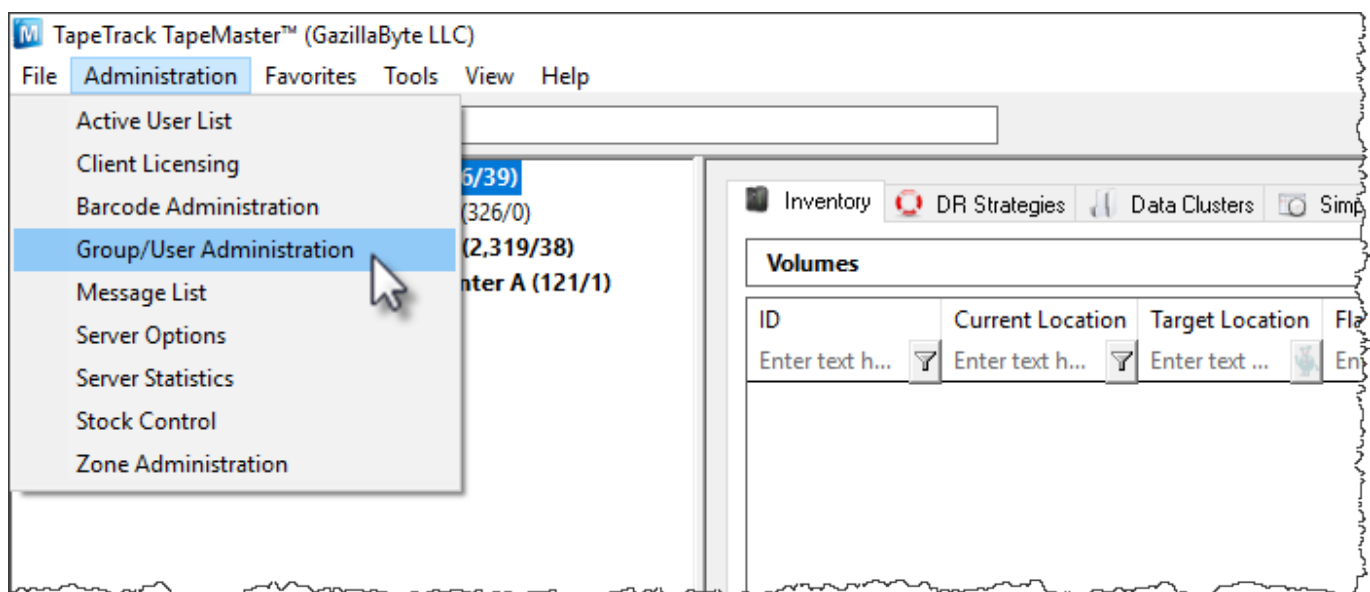 M TapeTrack TapeMaster™ (GazillaByte LLC)
File Administration Favorites Tools View Help
Active User List
Client Licensing
Barcode Administration
Group/User Administration
Message List
Server Options
Server Statistics
Stock Control
Zone Administration
6/39)
(326/0)
(2,319/38)
nter A (121/1)
Inventory DR Strategies Data Clusters Simp
Volumes
ID Current Location Target Location Fla
Enter text h... Enter text h... Enter text ... En